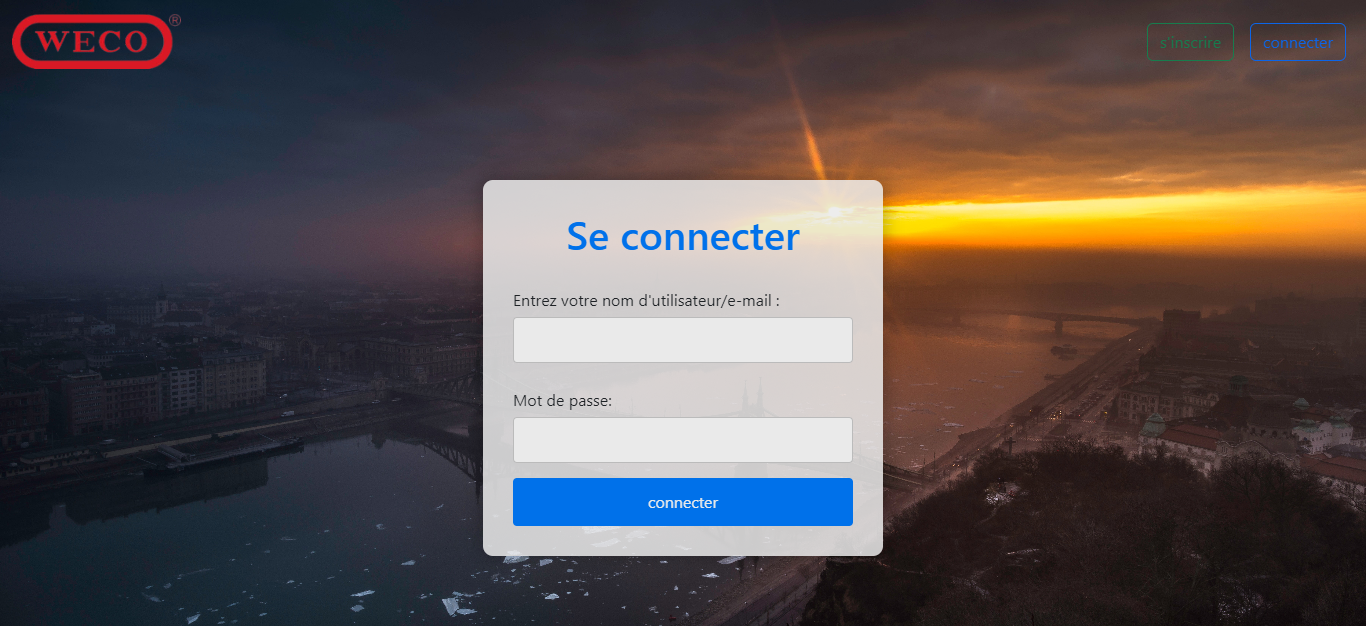 WECO®
s'inscrire
connecter
Se connecter
Entrez votre nom d'utilisateur/e-mail :
Mot de passe:
connecter